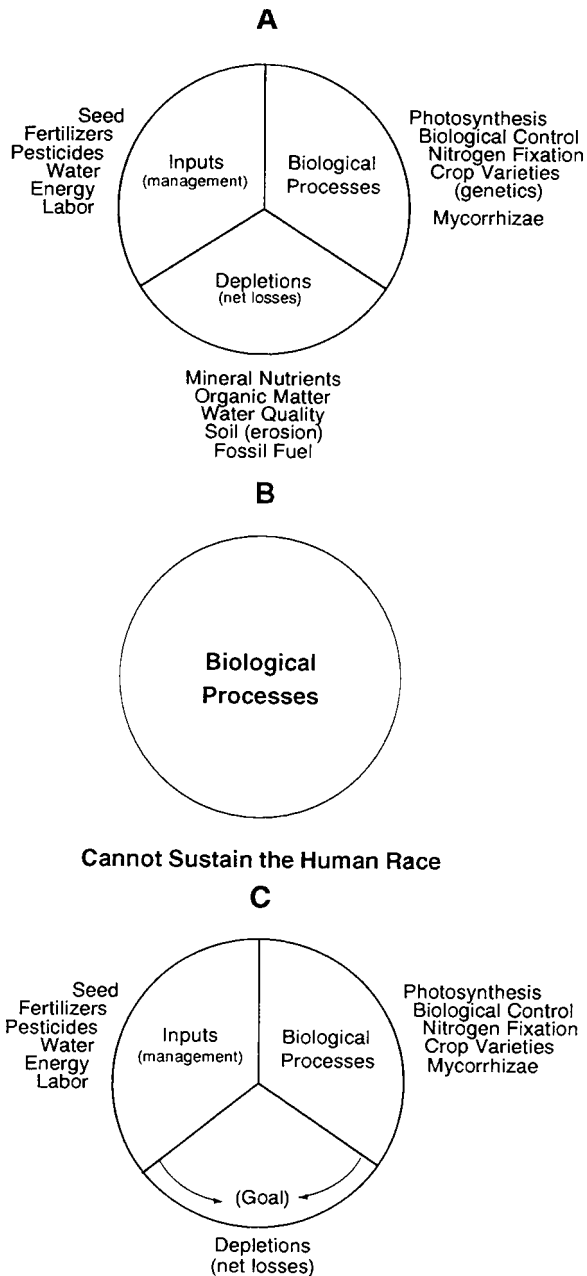 A
Seed
Fertilizers
Pesticides
Water
Energy
Labor
Inputs
(management)
Biological
Processes
Photosynthesis
Biological Control
Nitrogen Fixation
Crop Varieties
(genetics)
Mycorrhizae
Depletions
(net losses)
Mineral Nutrients
Organic Matter
Water Quality
Soil (erosion)
Fossil Fuel
B
Biological
Processes
Cannot Sustain the Human Race
C
Seed
Fertilizers
Pesticides
Water
Energy
Labor
Inputs
(management)
Biological
Processes
Photosynthesis
Biological Control
Nitrogen Fixation
Crop Varieties
Mycorrhizae
(Goal)
Depletions
(net losses)